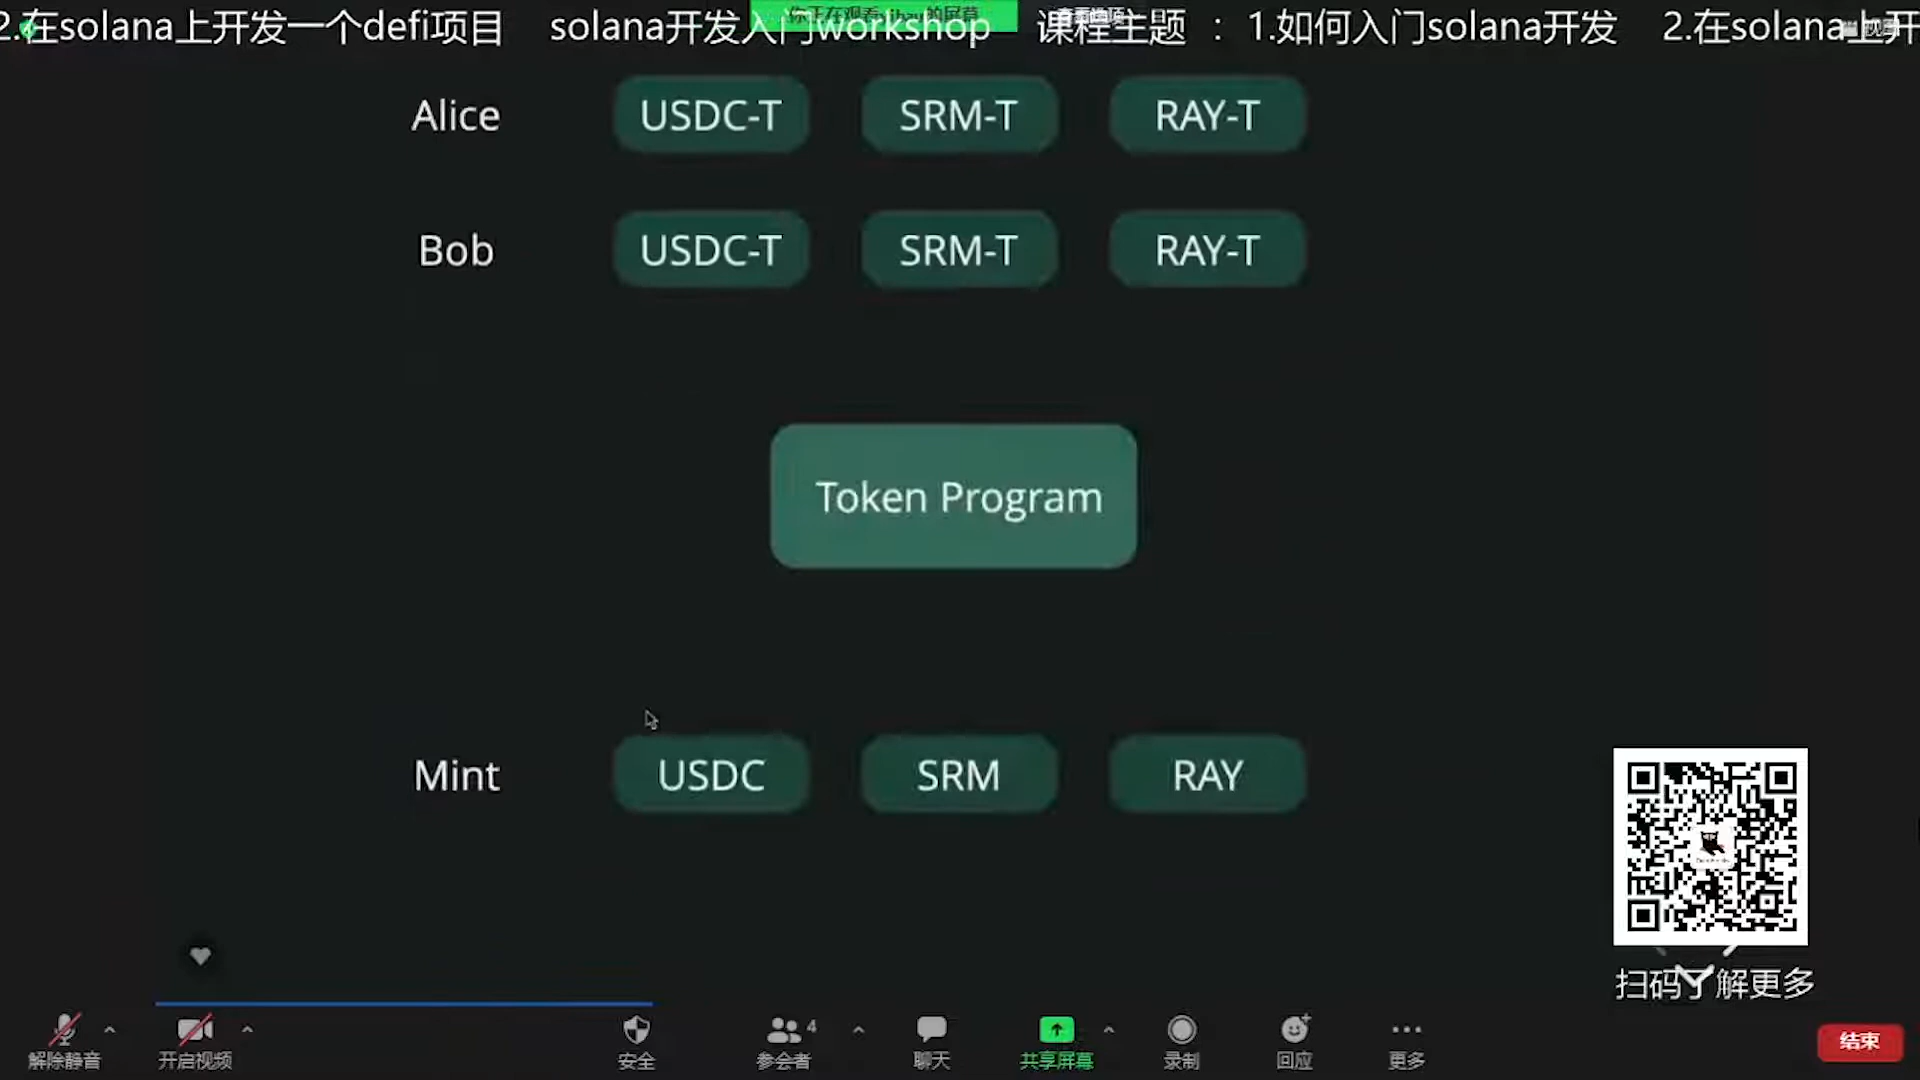 2.在solana上开发一个defi项目 solana开发入门workshop 课程主题 : 1.如何入门solana开发 2.在solana上开
Alice USDC-T SRM-T RAY-T
Bob USDC-T SRM-T RAY-T
Token Program
Mint USDC SRM RAY
扫码了解更多
解除静音 开启视频 安全 参会者 4 聊天 共享屏幕 录制 回应 更多 结束